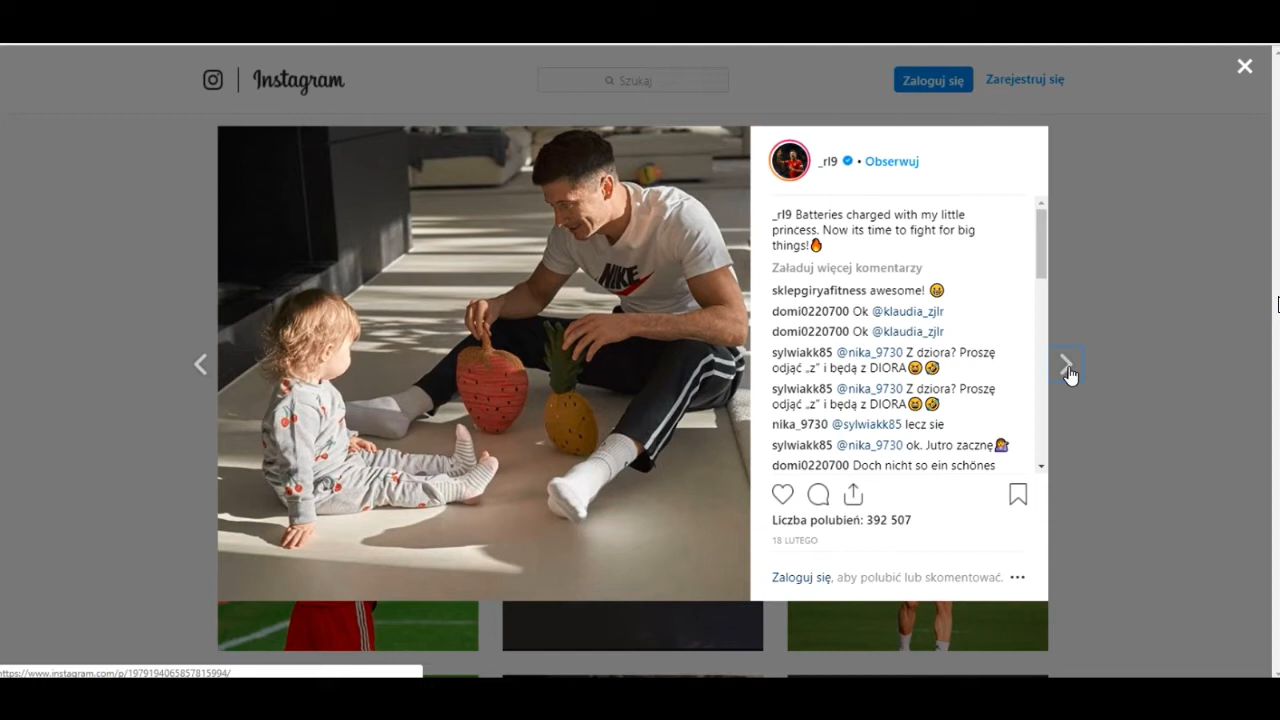 Instagram
Szukaj
Zaloguj się
Zarejestruj się
_rl9 • Obserwuj
_rl9 Batteries charged with my little
princess. Now its time to fight for big
things!🔥
Załaduj więcej komentarzy
sklepgiryafitness awesome! 😄
domi0220700 Ok @klaudia_zjlr
domi0220700 Ok @klaudia_zjlr
sylwiakk85 @nika_9730 Z dziora? Proszę
odjąć „z" i będą z DIORA😆🤣
sylwiakk85 @nika_9730 Z dziora? Proszę
odjąć „z" i będą z DIORA😆🤣
nika_9730 @sylwiakk85 lecz sie
sylwiakk85 @nika_9730 ok. Jutro zacznę🤦‍♀️
domi0220700 Doch nicht so ein schönes
Liczba polubień: 392 507
18 LUTEGO
Zaloguj się, aby polubić lub skomentować. •••
NIKE
https://www.instagram.com/p/1979194065857815994/